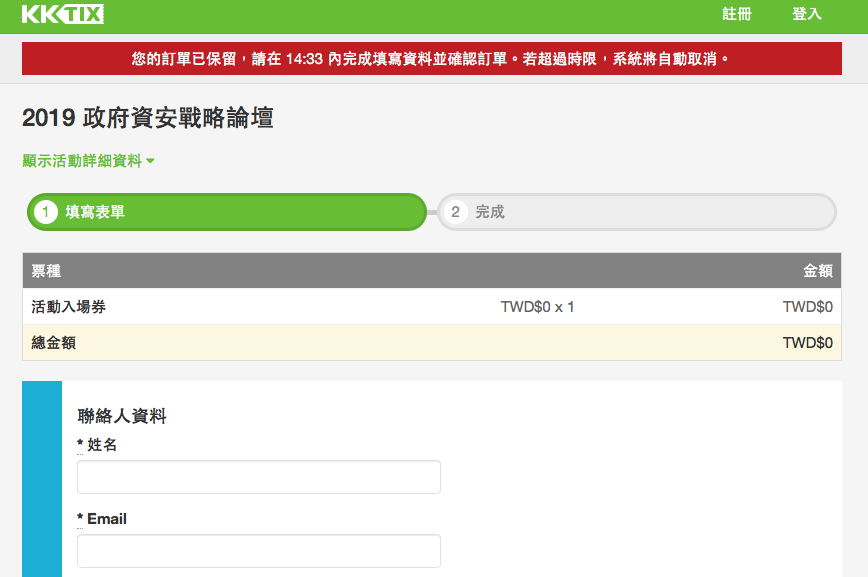 KKTIX
註冊 登入
您的訂單已保留，請在 14:33 內完成填寫資料並確認訂單。若超過時限，系統將自動取消。
2019 政府資安戰略論壇
顯示活動詳細資料
1 填寫表單 2 完成
票種 金額
活動入場券 TWD$0 x 1 TWD$0
總金額 TWD$0
聯絡人資料
* 姓名
* Email